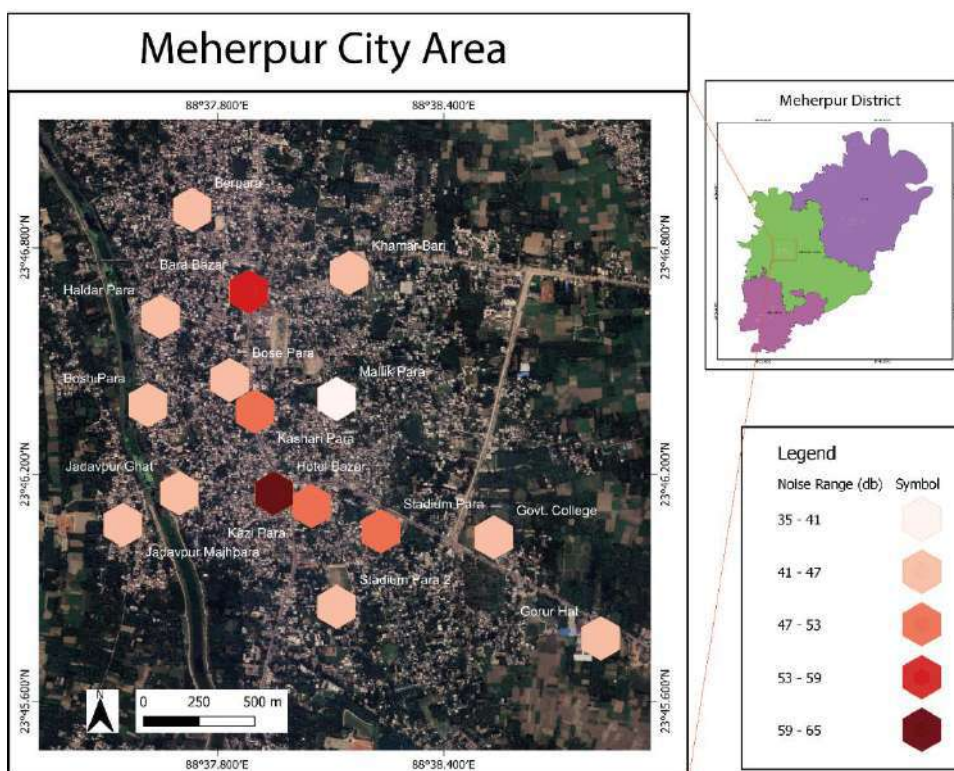 Meherpur City Area
88°37.800'E
88°38.400'E
23°46.800'N
23°46.200'N
23°45.600'N
Berpara
Khamar Bari
Bara Bazar
Haldar Para
Bose Para
Boshi Para
Mallik Para
Kashari Para
Jadavpur Ghat
Hotel Bazar
Stadium Para
Govt. College
Kazi Para
Jadavpur Majhpara
Stadium Para 2
Gorur Hat
N
0 250 500 m
23°46.800'N
23°46.200'N
23°45.600'N
88°37.800'E
88°38.400'E
Meherpur District
Legend
Noise Range (db) Symbol
35 - 41
41 - 47
47 - 53
53 - 59
59 - 65